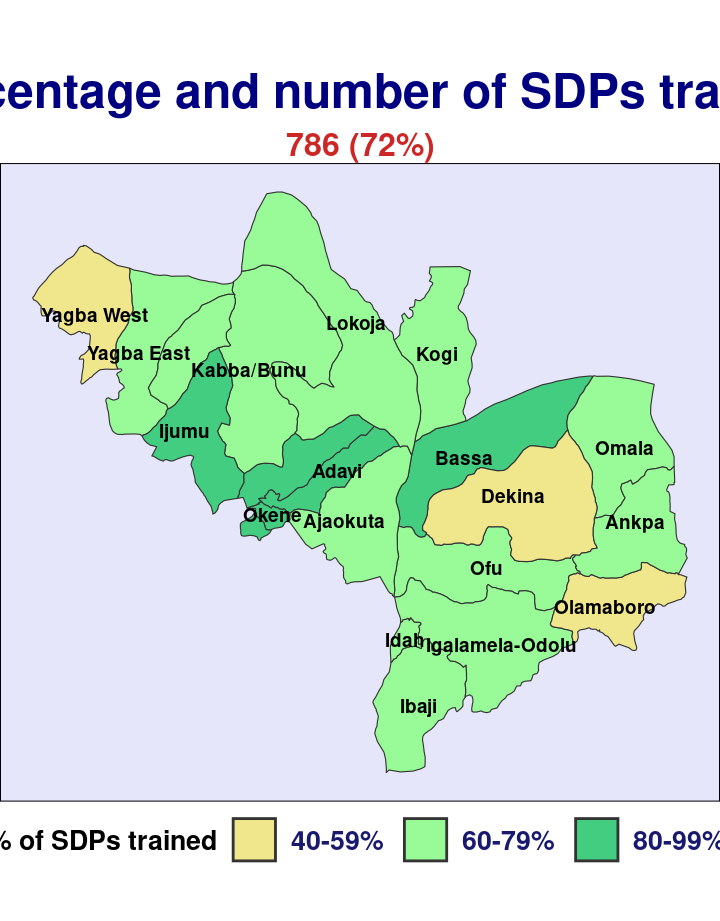 centage and number of SDPs tra
786 (72%)
Yagba West
Lokoja
Yagba East
Kogi
Kabba/Bunu
Ijumu
Omala
Bassa
Adavi
Dekina
Okene
Ajaokuta
Ankpa
Ofu
Olamaboro
Idah
Igalamela-Odolu
Ibaji
% of SDPs trained 40-59% 60-79% 80-99%